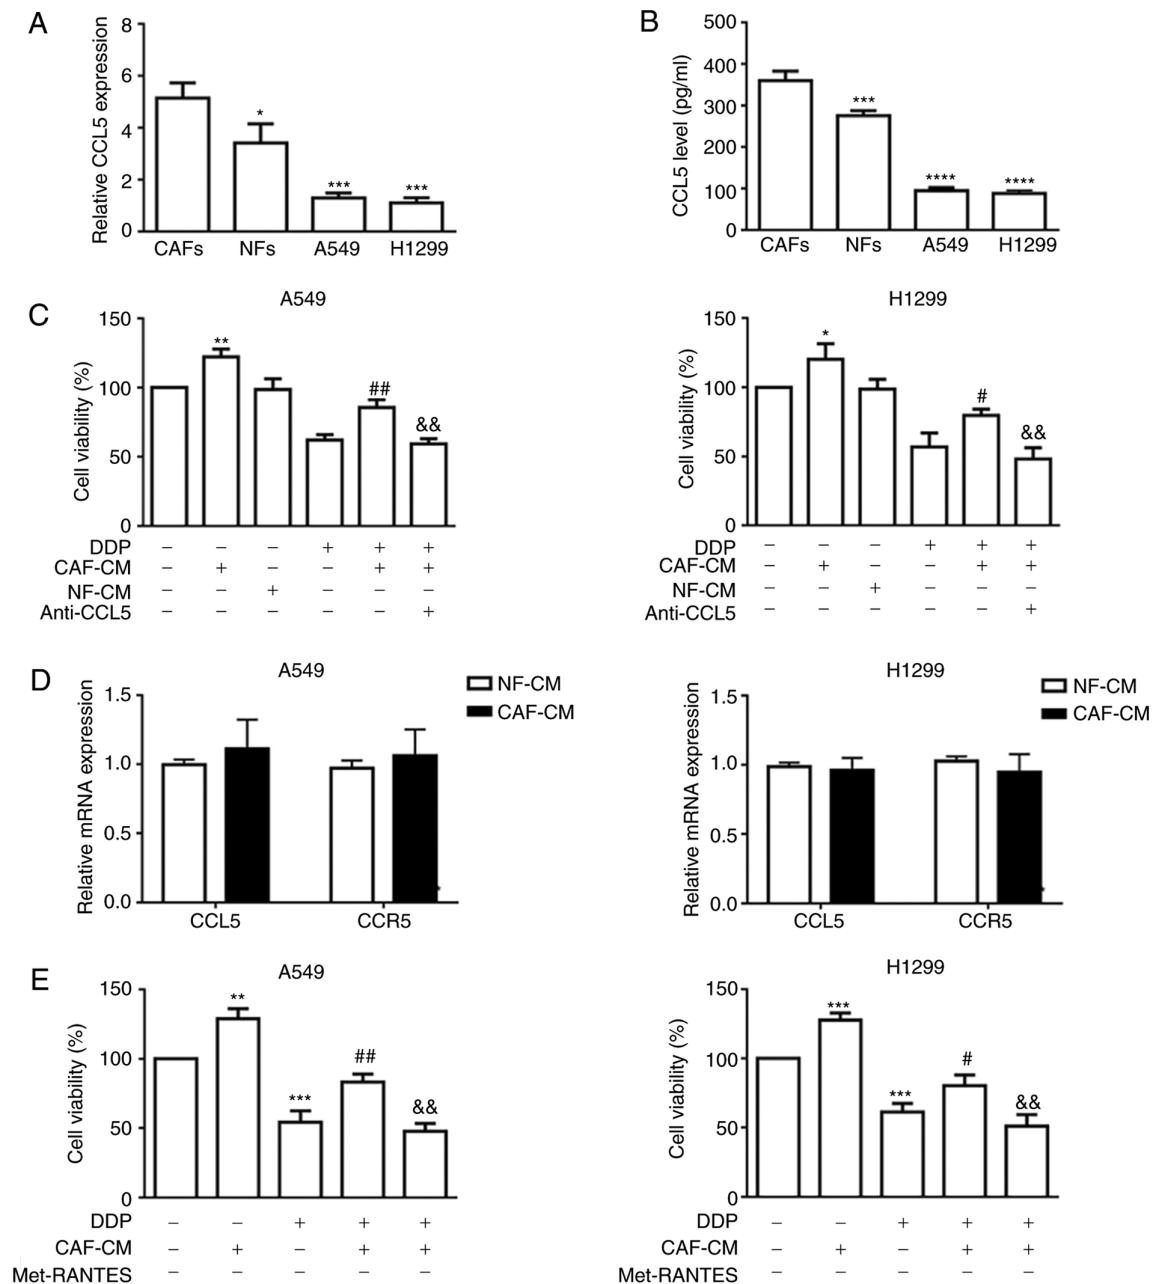 A
Relative CCL5 expression
8
6
4
2
0
*
***
***
CAFs NFs A549 H1299
B
CCL5 level (pg/ml)
500
400
300
200
100
0
***
****
****
CAFs NFs A549 H1299
C
A549
Cell viability (%)
150
100
50
0
**
##
&&
DDP – – – + + +
CAF-CM – + – – + +
NF-CM – – + – – –
Anti-CCL5 – – – – – +
H1299
Cell viability (%)
150
100
50
0
*
#
&&
DDP – – – + + +
CAF-CM – + – – + +
NF-CM – – + – – –
Anti-CCL5 – – – – – +
D
A549
NF-CM
CAF-CM
Relative mRNA expression
1.5
1.0
0.5
0.0
CCL5 CCR5
H1299
NF-CM
CAF-CM
Relative mRNA expression
1.5
1.0
0.5
0.0
CCL5 CCR5
E
A549
Cell viability (%)
150
100
50
0
**
***
##
&&
DDP – – + + +
CAF-CM – + – + +
Met-RANTES – – – – –
H1299
Cell viability (%)
150
100
50
0
***
***
#
&&
DDP – – + + +
CAF-CM – + – + +
Met-RANTES – – – – –